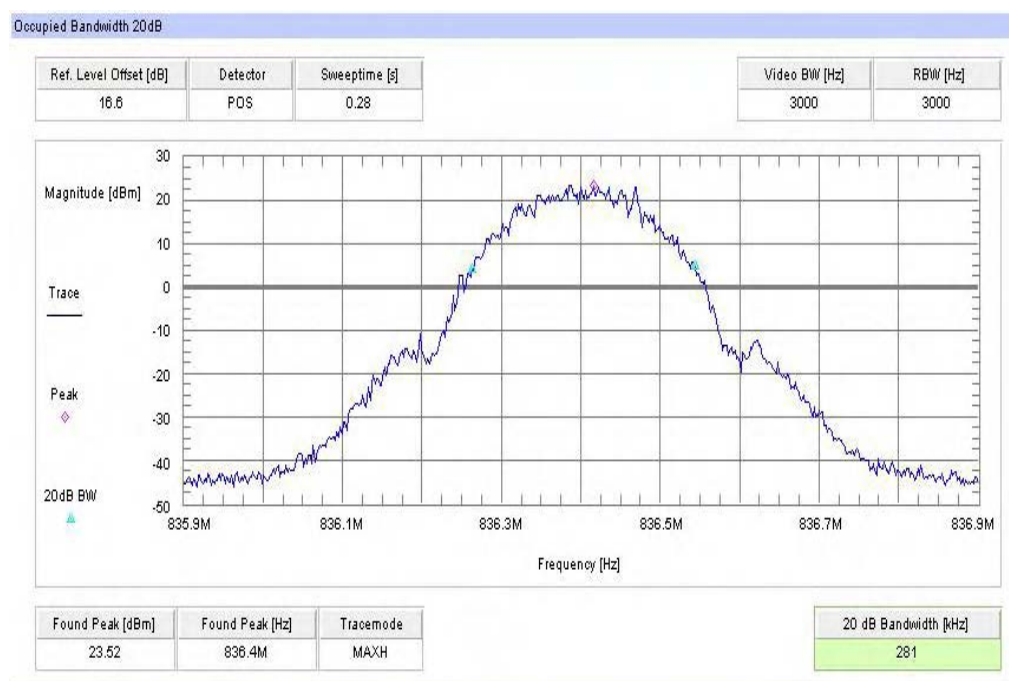 Occupied Bandwidth 20dB
Ref. Level Offset [dB] Detector Sweeptime [s] Video BW [Hz] RBW [Hz]
16.6 POS 0.28 3000 3000
30
Magnitude [dBm] 20
10
Trace 0
-10
-20
Peak
-30
-40
20dB BW
-50
835.9M 836.1M 836.3M 836.5M 836.7M 836.9M
Frequency [Hz]
Found Peak [dBm] Found Peak [Hz] Tracemode 20 dB Bandwidth [kHz]
23.52 836.4M MAXH 281